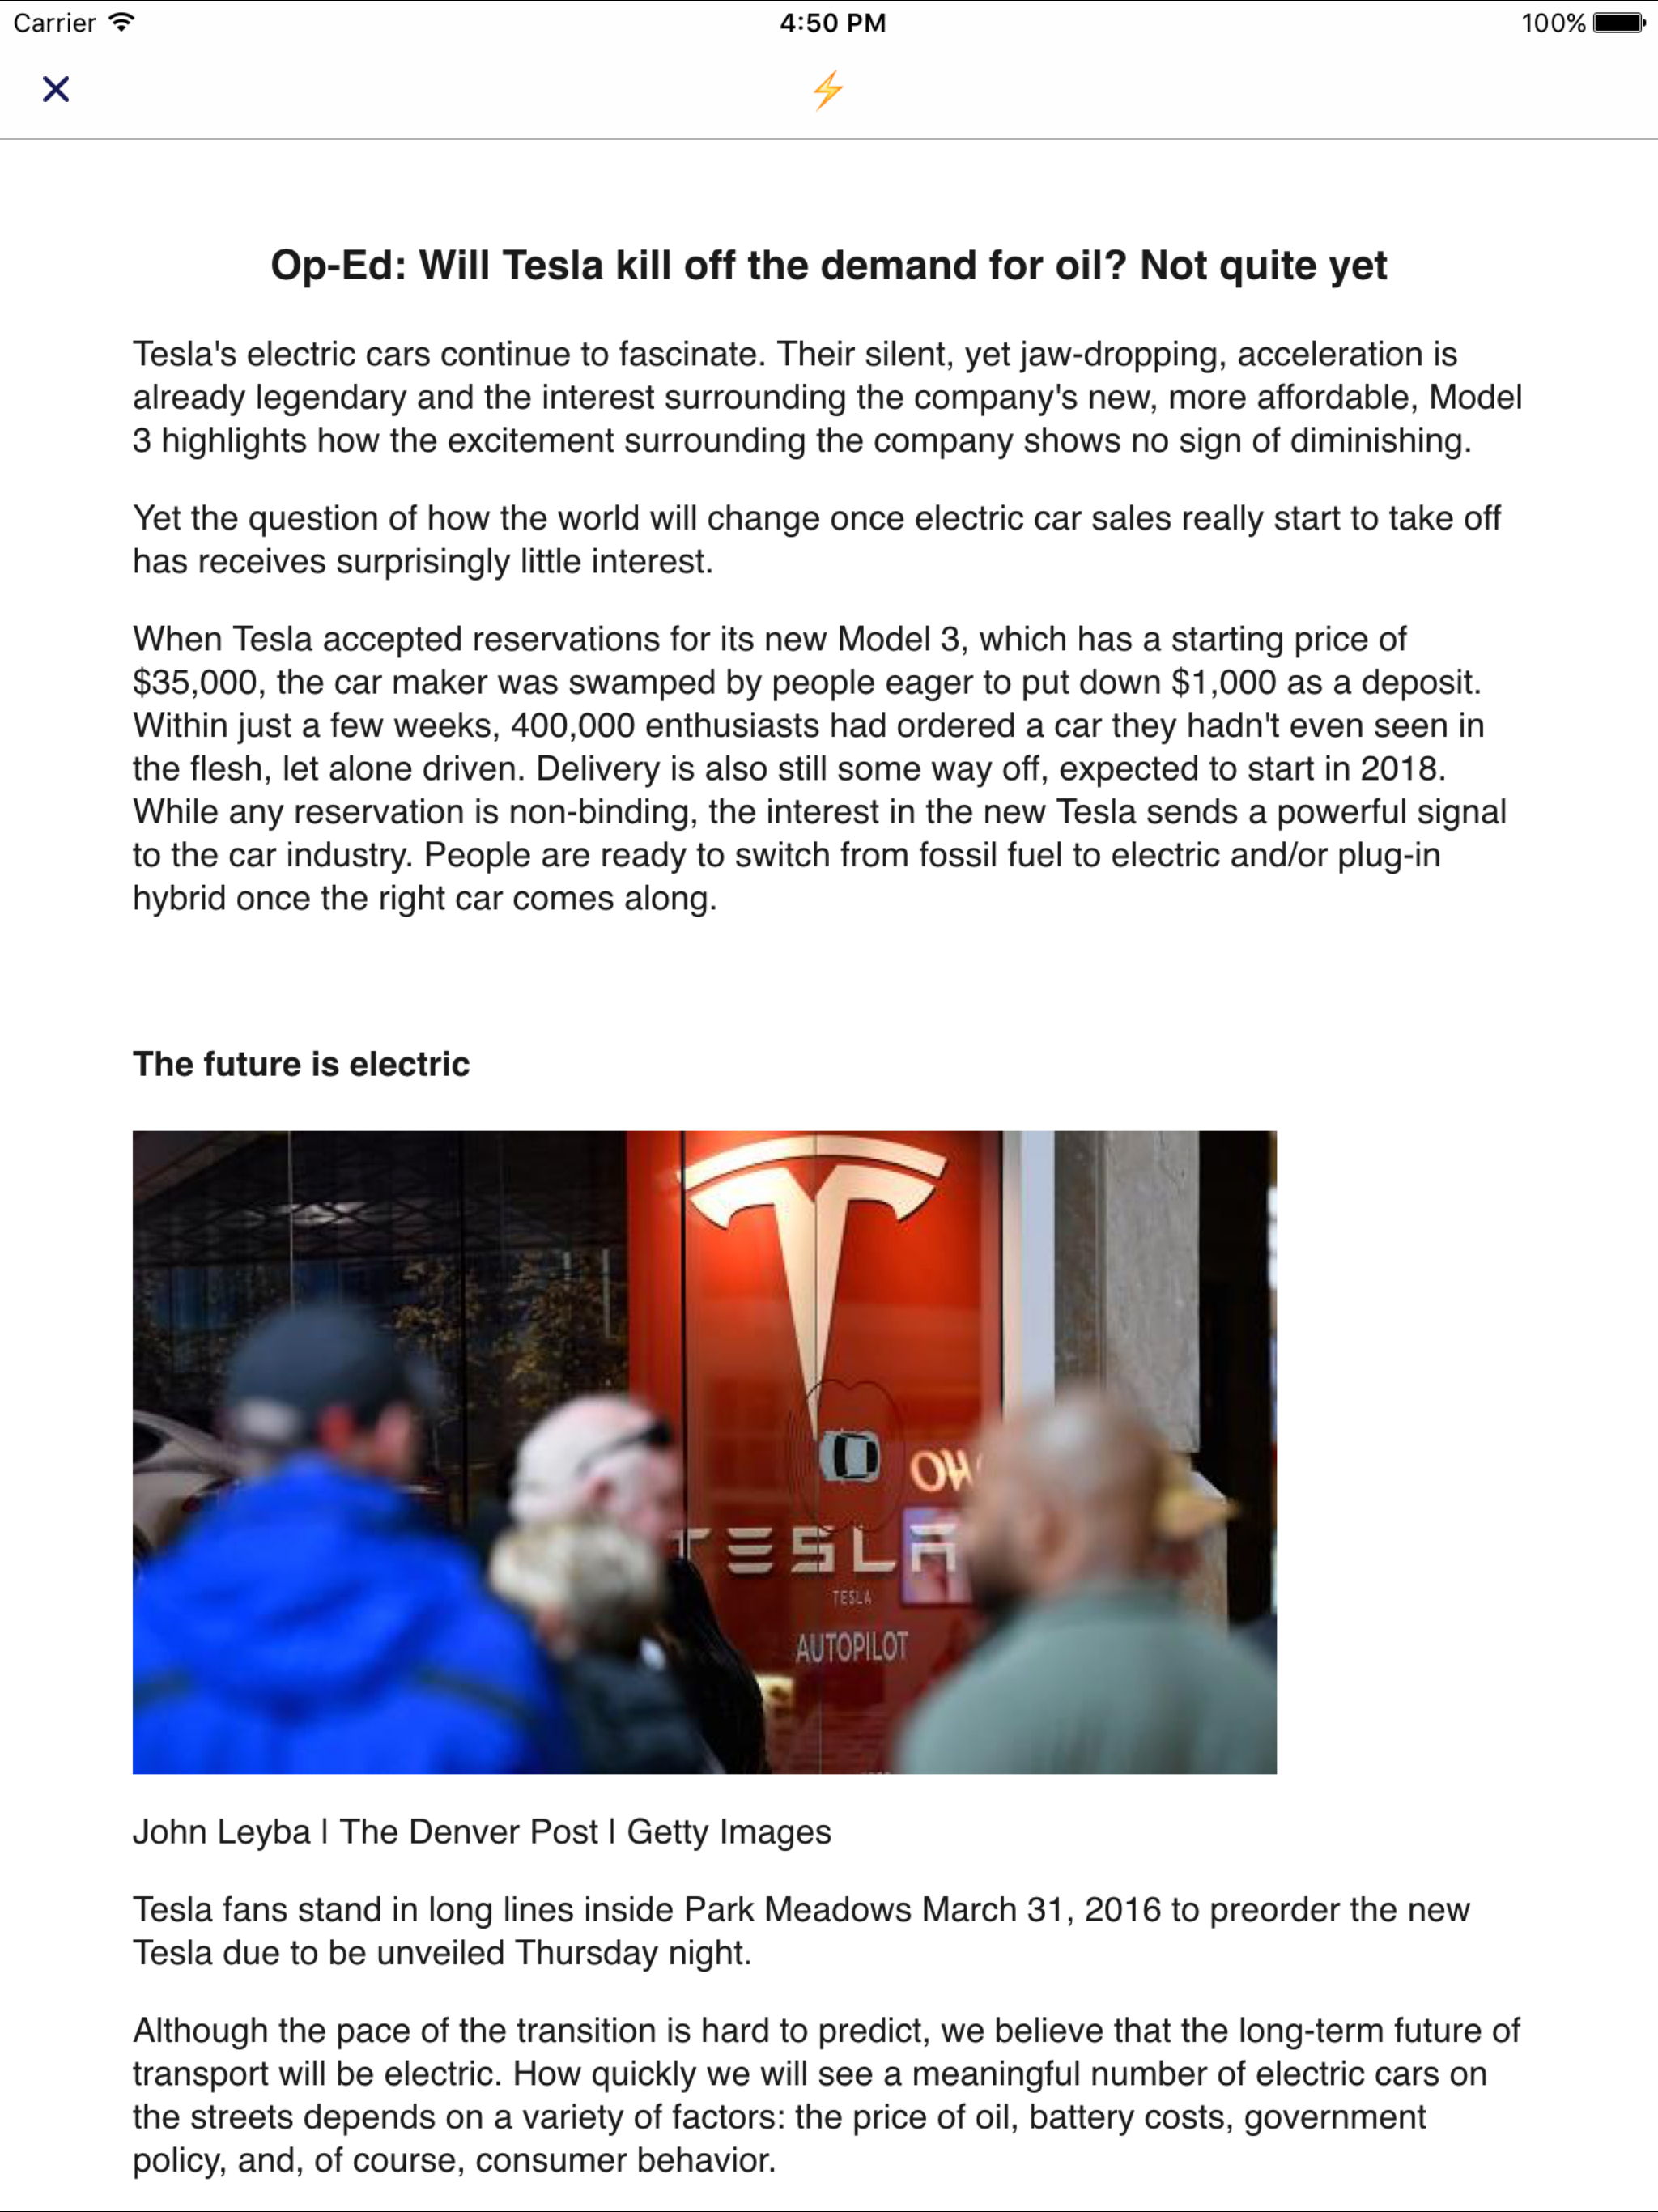 Carrier
4:50 PM
100%
Op-Ed: Will Tesla kill off the demand for oil? Not quite yet
Tesla's electric cars continue to fascinate. Their silent, yet jaw-dropping, acceleration is
already legendary and the interest surrounding the company's new, more affordable, Model
3 highlights how the excitement surrounding the company shows no sign of diminishing.
Yet the question of how the world will change once electric car sales really start to take off
has receives surprisingly little interest.
When Tesla accepted reservations for its new Model 3, which has a starting price of
$35,000, the car maker was swamped by people eager to put down $1,000 as a deposit.
Within just a few weeks, 400,000 enthusiasts had ordered a car they hadn't even seen in
the flesh, let alone driven. Delivery is also still some way off, expected to start in 2018.
While any reservation is non-binding, the interest in the new Tesla sends a powerful signal
to the car industry. People are ready to switch from fossil fuel to electric and/or plug-in
hybrid once the right car comes along.
The future is electric
TESLA
TESLA
AUTOPILOT
John Leyba | The Denver Post | Getty Images
Tesla fans stand in long lines inside Park Meadows March 31, 2016 to preorder the new
Tesla due to be unveiled Thursday night.
Although the pace of the transition is hard to predict, we believe that the long-term future of
transport will be electric. How quickly we will see a meaningful number of electric cars on
the streets depends on a variety of factors: the price of oil, battery costs, government
policy, and, of course, consumer behavior.